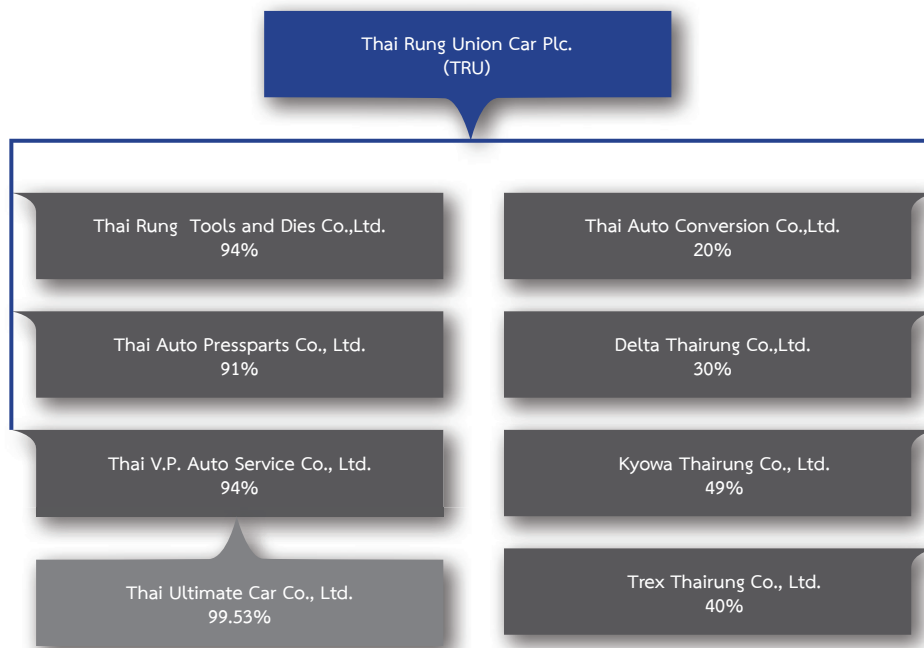 Thai Rung Union Car Plc.
(TRU)
Thai Rung Tools and Dies Co.,Ltd.
94%
Thai Auto Pressparts Co., Ltd.
91%
Thai V.P. Auto Service Co., Ltd.
94%
Thai Ultimate Car Co., Ltd.
99.53%
Thai Auto Conversion Co.,Ltd.
20%
Delta Thairung Co.,Ltd.
30%
Kyowa Thairung Co., Ltd.
49%
Trex Thairung Co., Ltd.
40%